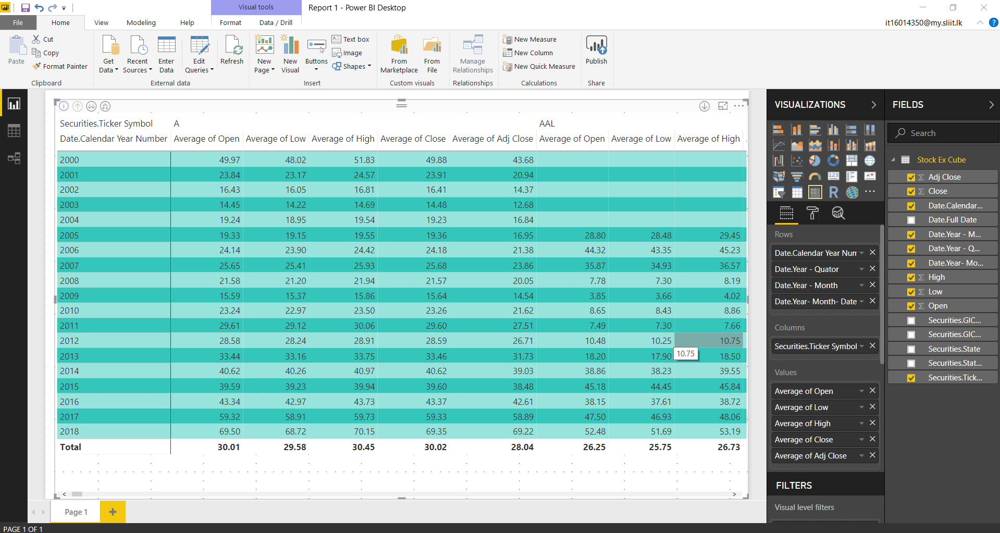 Visual tools
Report 1 - Power BI Desktop
File
Home
View
Modeling
Help
Format
Data / Drill
it16014350@my.sliit.lk
?
Paste
Cut
Copy
Format Painter
Clipboard
Get Data
Recent Sources
Enter Data
Edit Queries
External data
Refresh
New Page
New Visual
Buttons
Text box
Image
Shapes
Insert
From Marketplace
From File
Custom visuals
Manage Relationships
Relationships
New Measure
New Column
New Quick Measure
Calculations
Publish
Share
Securities.Ticker Symbol A AAL
Date.Calendar Year Number Average of Open Average of Low Average of High Average of Close Average of Adj Close Average of Open Average of Low Average of High
2000 49.97 48.02 51.83 49.88 43.68
2001 23.84 23.17 24.57 23.91 20.94
2002 16.43 16.05 16.81 16.41 14.37
2003 14.45 14.22 14.69 14.48 12.68
2004 19.24 18.95 19.54 19.23 16.84
2005 19.33 19.15 19.55 19.36 16.95 28.80 28.48 29.45
2006 24.14 23.90 24.42 24.18 21.38 44.32 43.35 45.23
2007 25.65 25.41 25.93 25.68 23.86 35.87 34.93 36.57
2008 21.58 21.20 21.94 21.57 20.05 7.78 7.30 8.19
2009 15.59 15.37 15.86 15.64 14.54 3.85 3.66 4.02
2010 23.24 22.97 23.50 23.26 21.62 8.65 8.43 8.86
2011 29.61 29.12 30.06 29.60 27.51 7.49 7.30 7.66
2012 28.58 28.24 28.91 28.59 26.71 10.48 10.25 10.75
2013 33.44 33.16 33.75 33.46 31.73 18.20 17.90 18.50
10.75
2014 40.62 40.26 40.97 40.62 39.03 38.86 38.23 39.55
2015 39.59 39.23 39.94 39.60 38.48 45.18 44.45 45.84
2016 43.34 42.97 43.73 43.37 42.61 38.15 37.61 38.72
2017 59.32 58.91 59.73 59.33 58.89 47.50 46.93 48.06
2018 69.50 68.72 70.15 69.35 69.22 52.48 51.69 53.19
Total 30.01 29.58 30.45 30.02 28.04 26.25 25.75 26.73
VISUALIZATIONS
123
R
Rows
Date.Calendar Year Num
Date.Year - Quator
Date.Year - Month
Date.Year- Month- Date
Columns
Securities.Ticker Symbol
Values
Average of Open
Average of Low
Average of High
Average of Close
Average of Adj Close
FILTERS
Visual level filters
FIELDS
Search
Stock Ex Cube
Adj Close
Close
Date.Calendar...
Date.Full Date
Date.Year - M...
Date.Year - Q...
Date.Year- Mo...
High
Low
Open
Securities.GIC...
Securities.GIC...
Securities.State
Securities.Stat...
Securities.Tick...
Page 1
PAGE 1 OF 1